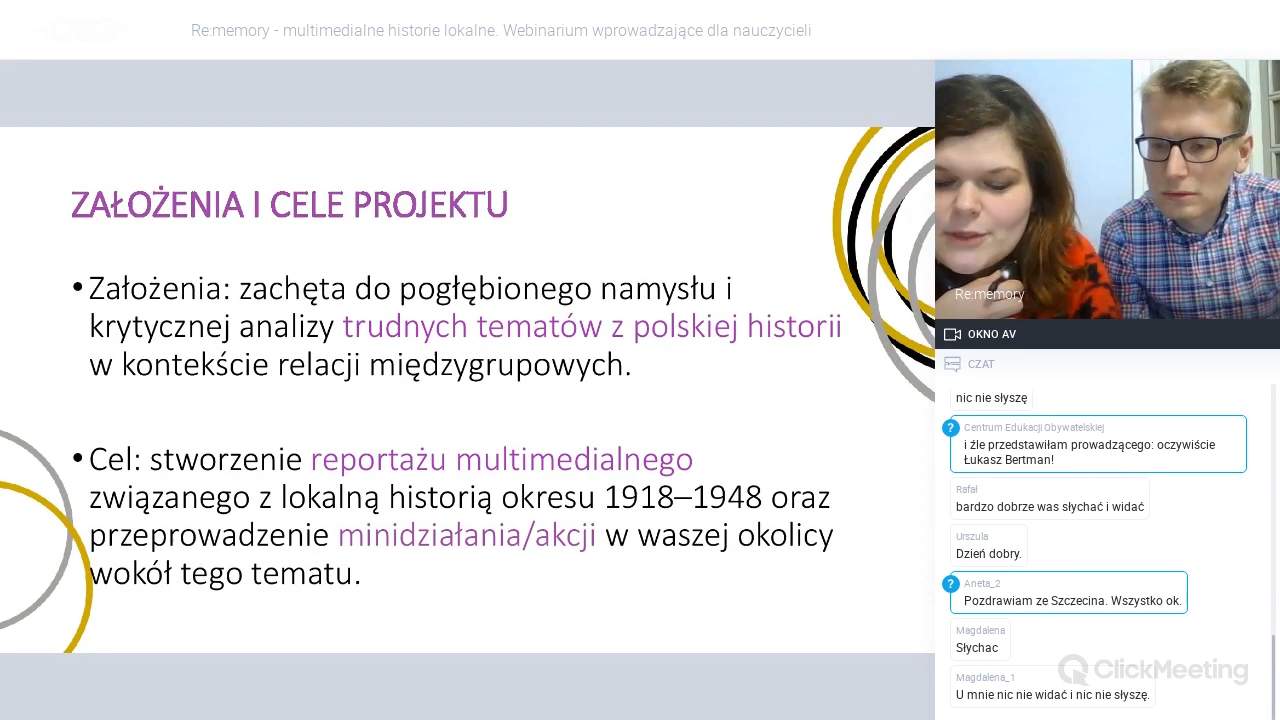 Re:memory - multimedialne historie lokalne. Webinarium wprowadzające dla nauczycieli
ZAŁOŻENIA I CELE PROJEKTU
• Założenia: zachęta do pogłębionego namysłu i
krytycznej analizy trudnych tematów z polskiej historii
w kontekście relacji międzygrupowych.
• Cel: stworzenie reportażu multimedialnego
związanego z lokalną historią okresu 1918–1948 oraz
przeprowadzenie minidziałania/akcji w waszej okolicy
wokół tego tematu.
Re:memory
OKNO AV
CZAT
nic nie słyszę
?
Centrum Edukacji Obywatelskiej
i źle przedstawiłam prowadzącego: oczywiście
Łukasz Bertman!
Rafał
bardzo dobrze was słychać i widać
Urszula
Dzień dobry.
?
Aneta_2
Pozdrawiam ze Szczecina. Wszystko ok.
Magdalena
Słychac
Magdalena_1
U mnie nic nie widać i nic nie słyszę.
ClickMeeting